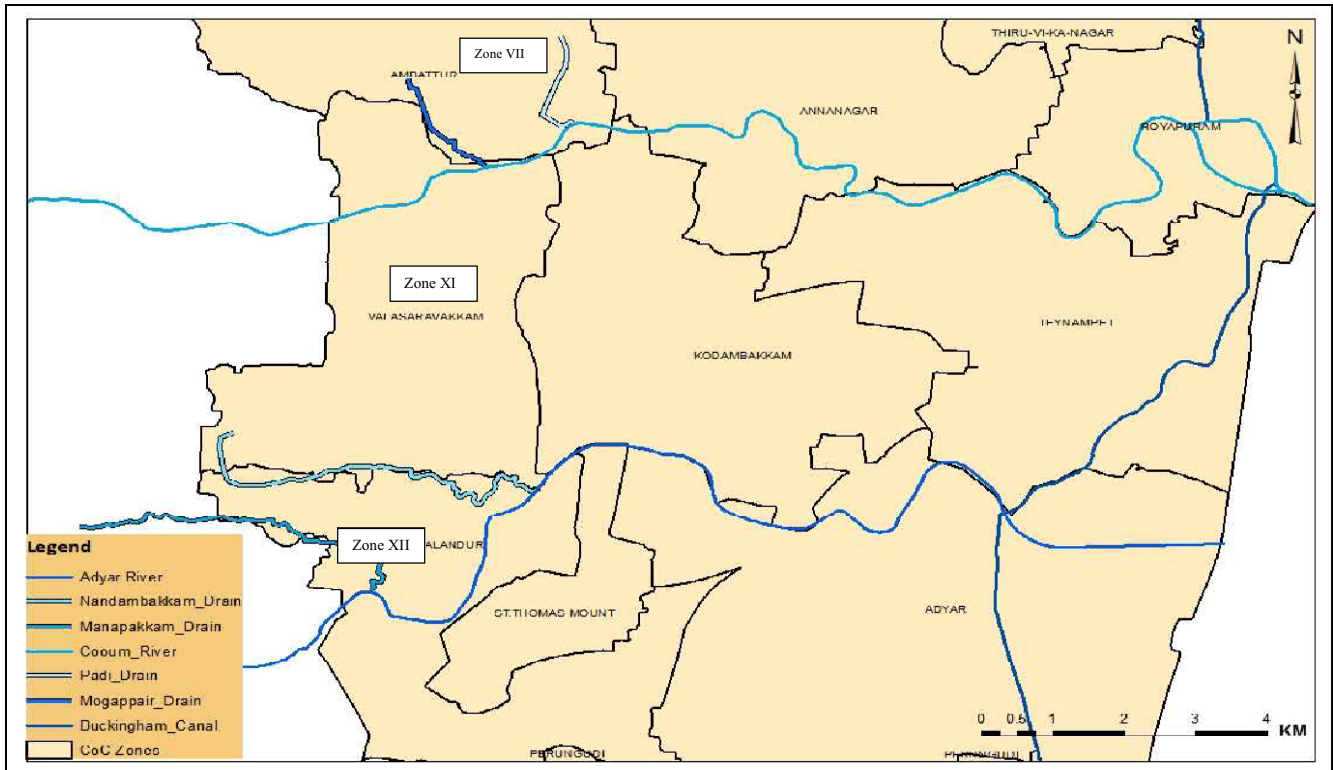 THIRU-VI-KA-NAGAR
N
Zone VII
AMBATTUR
ANNANAGAR
ROYAPURAM
Zone XI
VALASARAVAKKAM
TEYNAMPET
KODAMBAKKAM
Zone XII
ALANDUR
ST.THOMAS MOUNT
ADYAR
Legend
Adyar River
Nandambakkam_Drain
Manapakkam_Drain
Cooum_River
Padi_Drain
Mogappair_Drain
Buckingham_Canal
CoC Zones
0 0.5 1 2 3 4
KM
PERUNGUDI
PERUNGUDI